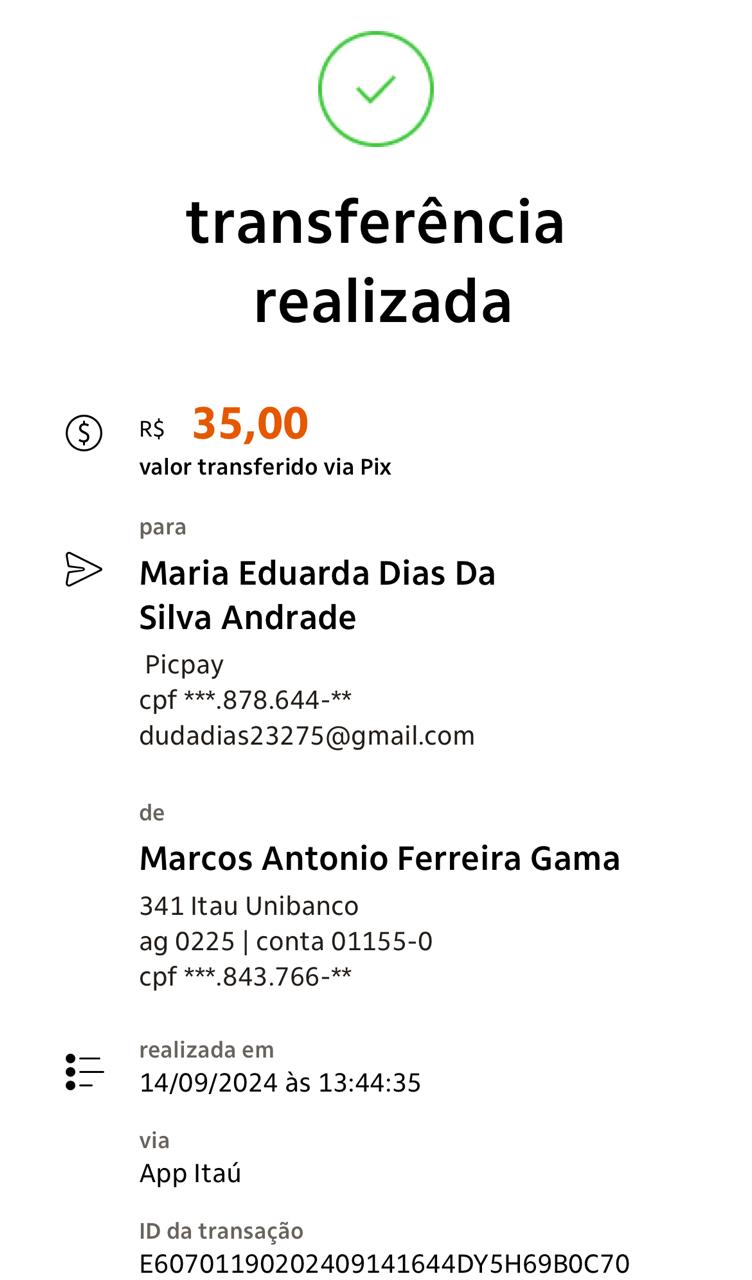 transferência
realizada
R$ 35,00
valor transferido via Pix
para
Maria Eduarda Dias Da
Silva Andrade
Picpay
cpf ***.878.644-**
dudadias23275@gmail.com
de
Marcos Antonio Ferreira Gama
341 Itau Unibanco
ag 0225 | conta 01155-0
cpf ***.843.766-**
realizada em
14/09/2024 às 13:44:35
via
App Itaú
ID da transação
E60701190202409141644DY5H69B0C70